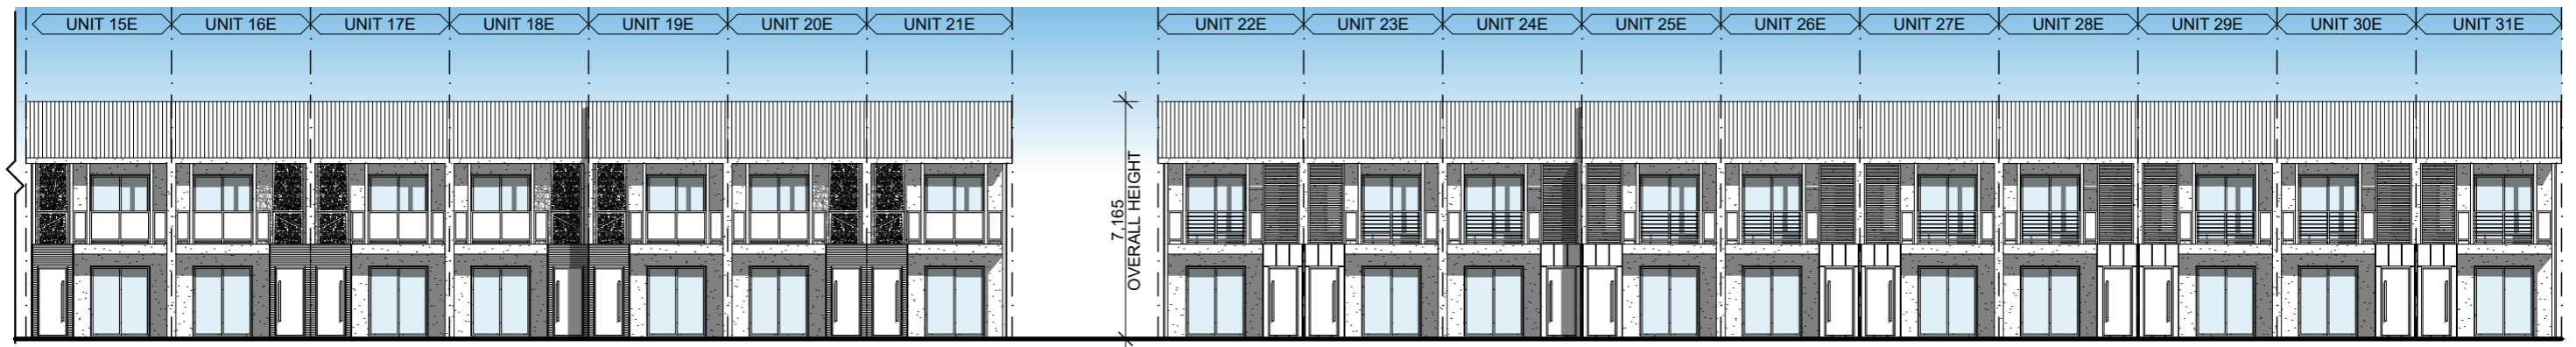 UNIT 15E
UNIT 16E
UNIT 17E
UNIT 18E
UNIT 19E
UNIT 20E
UNIT 21E
UNIT 22E
UNIT 23E
UNIT 24E
UNIT 25E
UNIT 26E
UNIT 27E
UNIT 28E
UNIT 29E
UNIT 30E
UNIT 31E
7,165
OVERALL HEIGHT